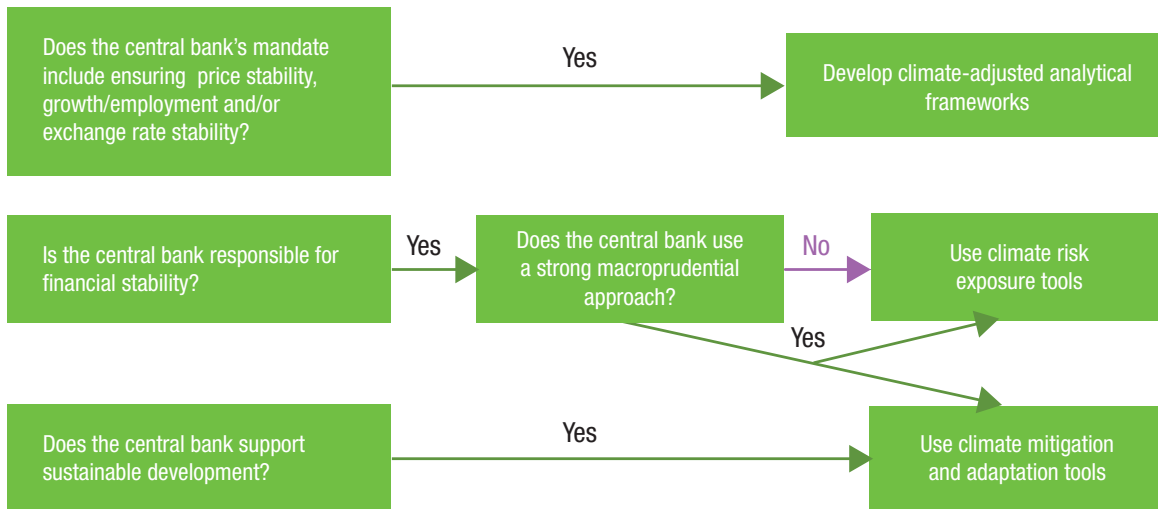 Does the central bank’s mandate
include ensuring price stability,
growth/employment and/or
exchange rate stability?
Yes
Develop climate-adjusted analytical
frameworks
Is the central bank responsible for
financial stability?
Yes
Does the central bank use
a strong macroprudential
approach?
No
Use climate risk
exposure tools
Yes
Does the central bank support
sustainable development?
Yes
Use climate mitigation
and adaptation tools